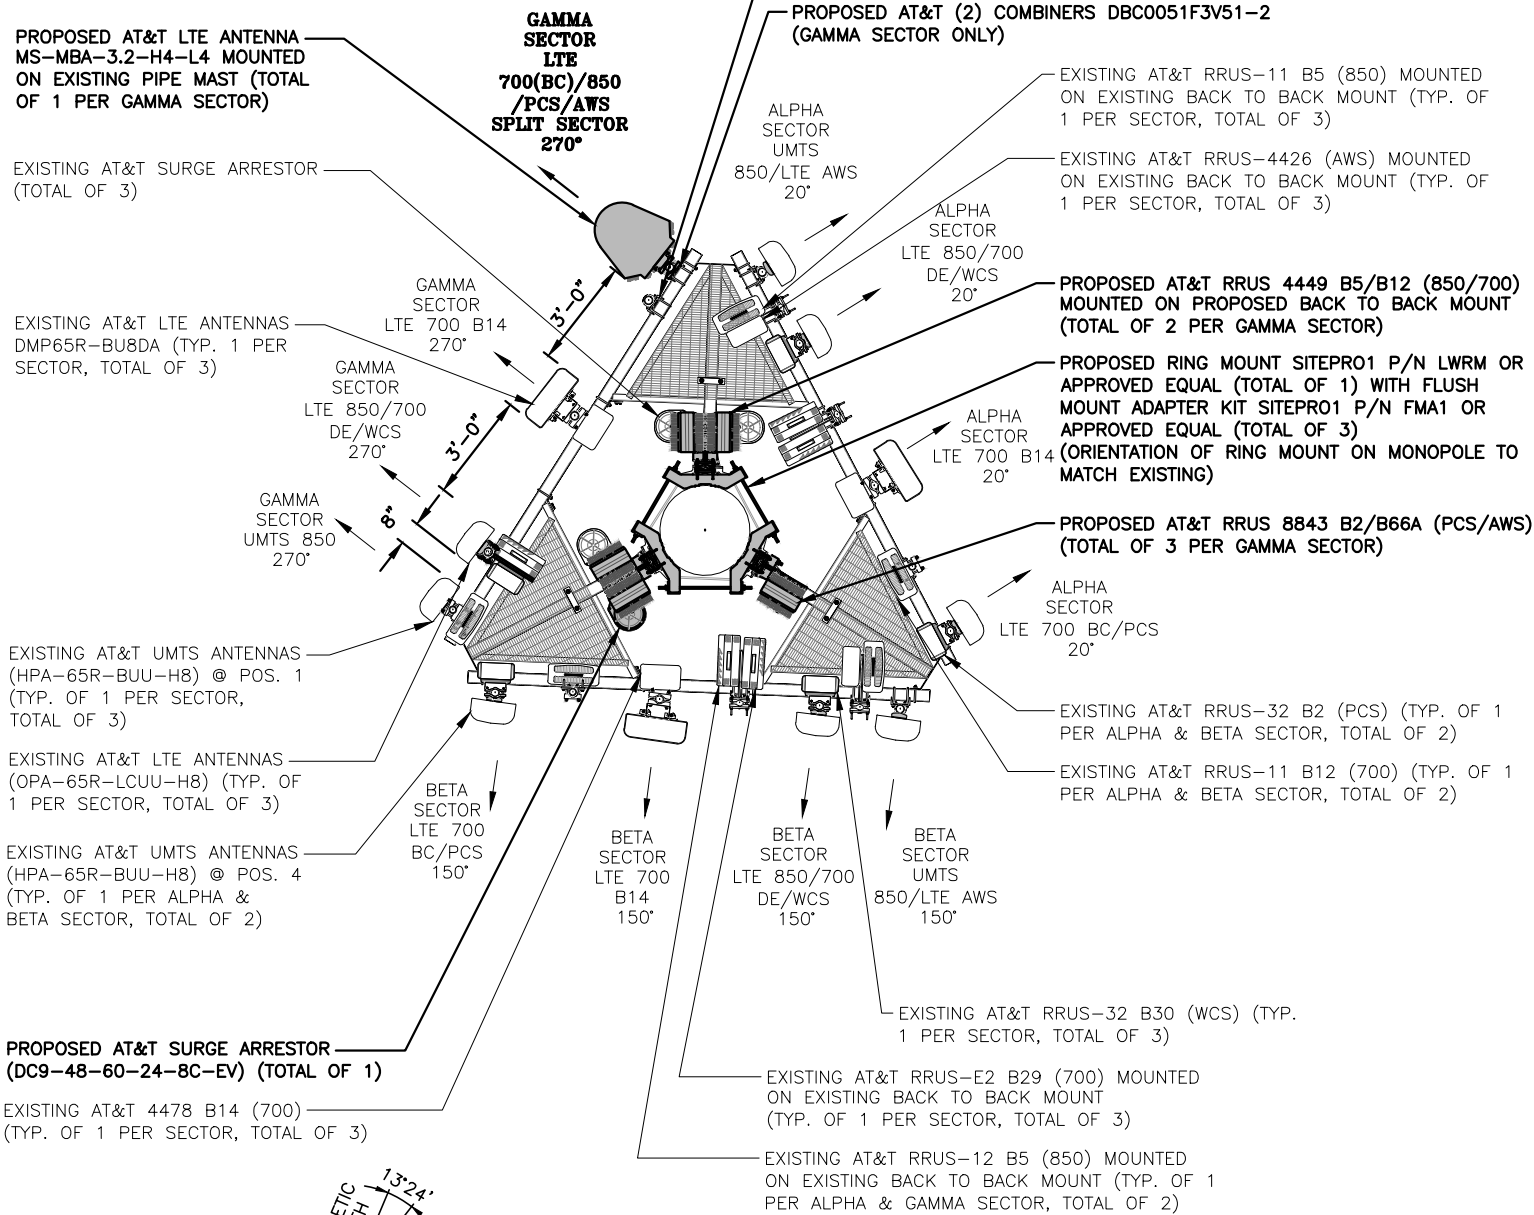 PROPOSED AT&T LTE ANTENNA
MS-MBA-3.2-H4-L4 MOUNTED
ON EXISTING PIPE MAST (TOTAL
OF 1 PER GAMMA SECTOR)
GAMMA
SECTOR
LTE
700(BC)/850
/PCS/AWS
SPLIT SECTOR
270°
PROPOSED AT&T (2) COMBINERS DBC0051F3V51-2
(GAMMA SECTOR ONLY)
EXISTING AT&T RRUS-11 B5 (850) MOUNTED
ON EXISTING BACK TO BACK MOUNT (TYP. OF
1 PER SECTOR, TOTAL OF 3)
ALPHA
SECTOR
UMTS
850/LTE AWS
20°
EXISTING AT&T SURGE ARRESTOR
(TOTAL OF 3)
EXISTING AT&T RRUS-4426 (AWS) MOUNTED
ON EXISTING BACK TO BACK MOUNT (TYP. OF
1 PER SECTOR, TOTAL OF 3)
ALPHA
SECTOR
LTE 850/700
DE/WCS
20°
GAMMA
SECTOR
LTE 700 B14
270°
3'-0"
PROPOSED AT&T RRUS 4449 B5/B12 (850/700)
MOUNTED ON PROPOSED BACK TO BACK MOUNT
(TOTAL OF 2 PER GAMMA SECTOR)
EXISTING AT&T LTE ANTENNAS
DMP65R-BU8DA (TYP. 1 PER
SECTOR, TOTAL OF 3)
GAMMA
SECTOR
LTE 850/700
DE/WCS
270°
3'-0"
PROPOSED RING MOUNT SITEPRO1 P/N LWRM OR
APPROVED EQUAL (TOTAL OF 1) WITH FLUSH
MOUNT ADAPTER KIT SITEPRO1 P/N FMA1 OR
APPROVED EQUAL (TOTAL OF 3)
(ORIENTATION OF RING MOUNT ON MONOPOLE TO
MATCH EXISTING)
ALPHA
SECTOR
LTE 700 B14
20°
GAMMA
SECTOR
UMTS 850
270°
8"
PROPOSED AT&T RRUS 8843 B2/B66A (PCS/AWS)
(TOTAL OF 3 PER GAMMA SECTOR)
ALPHA
SECTOR
LTE 700 BC/PCS
20°
EXISTING AT&T UMTS ANTENNAS
(HPA-65R-BUU-H8) @ POS. 1
(TYP. OF 1 PER SECTOR,
TOTAL OF 3)
EXISTING AT&T RRUS-32 B2 (PCS) (TYP. OF 1
PER ALPHA & BETA SECTOR, TOTAL OF 2)
EXISTING AT&T LTE ANTENNAS
(OPA-65R-LCUU-H8) (TYP. OF
1 PER SECTOR, TOTAL OF 3)
EXISTING AT&T RRUS-11 B12 (700) (TYP. OF 1
PER ALPHA & BETA SECTOR, TOTAL OF 2)
EXISTING AT&T UMTS ANTENNAS
(HPA-65R-BUU-H8) @ POS. 4
(TYP. OF 1 PER ALPHA &
BETA SECTOR, TOTAL OF 2)
BETA
SECTOR
LTE 700
BC/PCS
150°
BETA
SECTOR
LTE 700
B14
150°
BETA
SECTOR
LTE 850/700
DE/WCS
150°
BETA
SECTOR
UMTS
850/LTE AWS
150°
EXISTING AT&T RRUS-32 B30 (WCS) (TYP.
1 PER SECTOR, TOTAL OF 3)
PROPOSED AT&T SURGE ARRESTOR
(DC9-48-60-24-8C-EV) (TOTAL OF 1)
EXISTING AT&T RRUS-E2 B29 (700) MOUNTED
ON EXISTING BACK TO BACK MOUNT
(TYP. OF 1 PER SECTOR, TOTAL OF 3)
EXISTING AT&T 4478 B14 (700)
(TYP. OF 1 PER SECTOR, TOTAL OF 3)
EXISTING AT&T RRUS-12 B5 (850) MOUNTED
ON EXISTING BACK TO BACK MOUNT (TYP. OF 1
PER ALPHA & GAMMA SECTOR, TOTAL OF 2)
13°24'